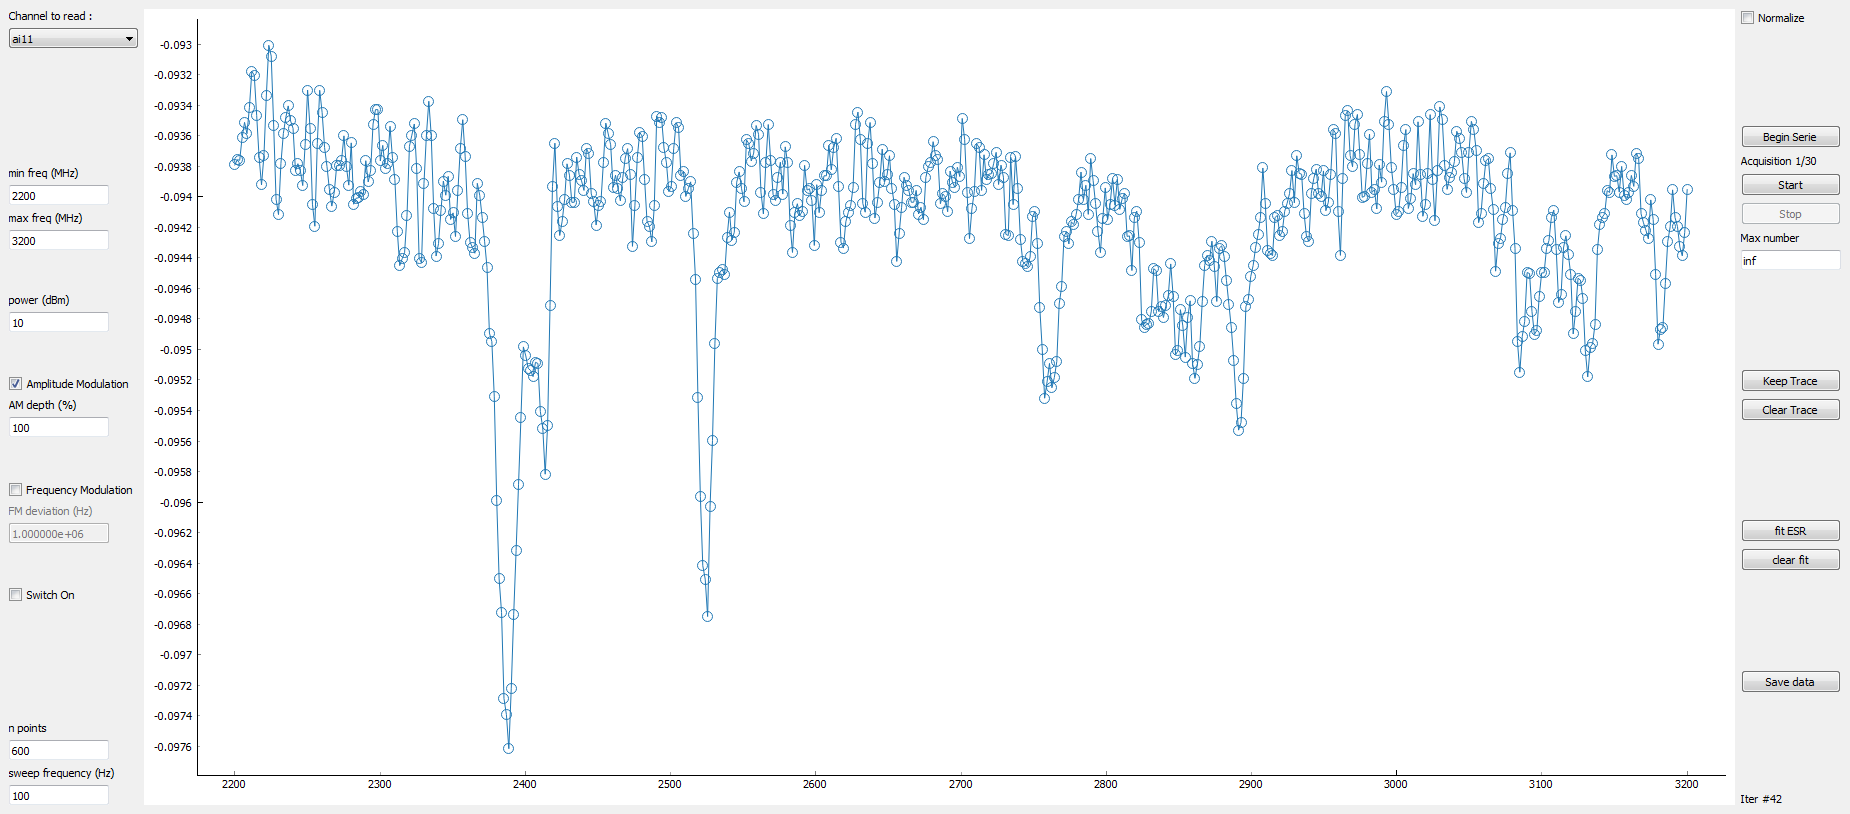 Channel to read :
ai11
min freq (MHz)
2200
max freq (MHz)
3200
power (dBm)
10
Amplitude Modulation
AM depth (%)
100
Frequency Modulation
FM deviation (Hz)
1.000000e+06
Switch On
n points
600
sweep frequency (Hz)
100
-0.093
-0.0932
-0.0934
-0.0936
-0.0938
-0.094
-0.0942
-0.0944
-0.0946
-0.0948
-0.095
-0.0952
-0.0954
-0.0956
-0.0958
-0.096
-0.0962
-0.0964
-0.0966
-0.0968
-0.097
-0.0972
-0.0974
-0.0976
2200 2300 2400 2500 2600 2700 2800 2900 3000 3100 3200
Normalize
Begin Serie
Acquisition 1/30
Start
Stop
Max number
inf
Keep Trace
Clear Trace
fit ESR
clear fit
Save data
Iter #42